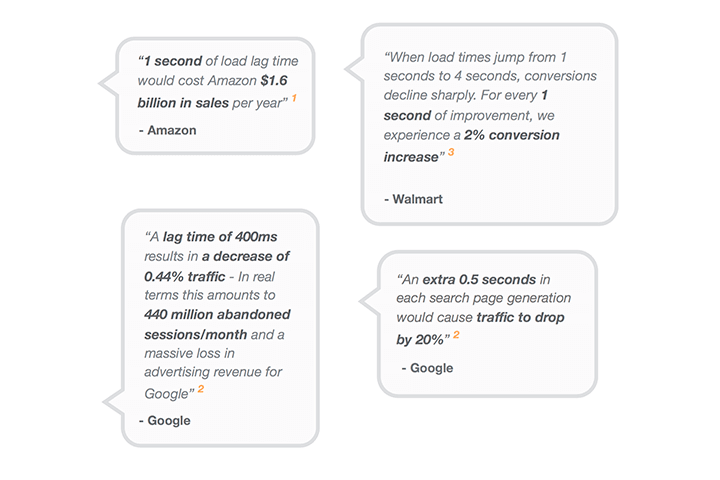 “1 second of load lag time
would cost Amazon $1.6
billion in sales per year” 1
- Amazon
“When load times jump from 1
seconds to 4 seconds, conversions
decline sharply. For every 1
second of improvement, we
experience a 2% conversion
increase” 3
- Walmart
“A lag time of 400ms
results in a decrease of
0.44% traffic - In real
terms this amounts to
440 million abandoned
sessions/month and a
massive loss in
advertising revenue for
Google” 2
- Google
“An extra 0.5 seconds in
each search page generation
would cause traffic to drop
by 20%” 2
- Google